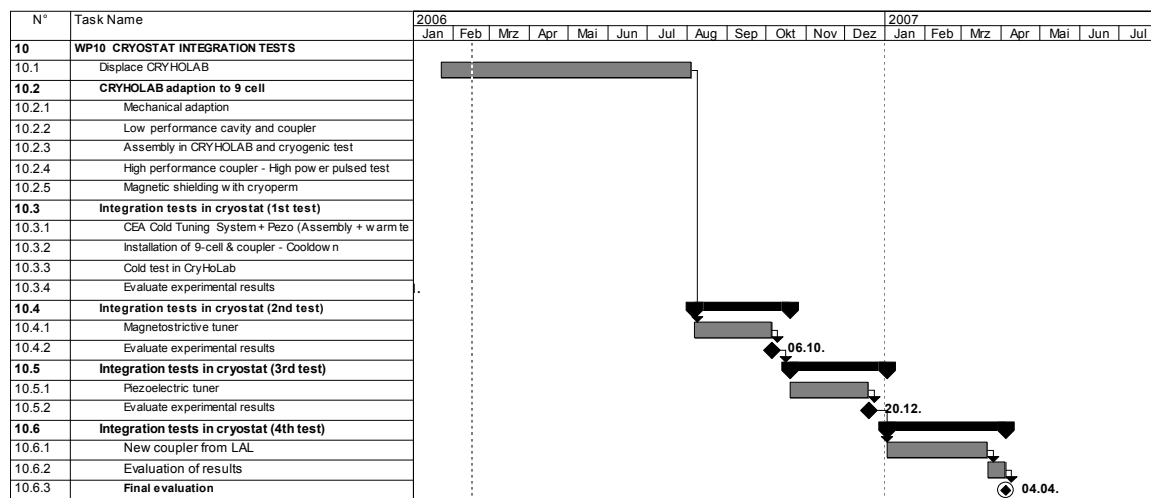 N° Task Name 2006 2007
Jan Feb Mrz Apr Mai Jun Jul Aug Sep Okt Nov Dez Jan Feb Mrz Apr Mai Jun Jul
10 WP10 CRYOSTAT INTEGRATION TESTS
10.1 Displace CRYHOLAB
10.2 CRYHOLAB adaption to 9 cell
10.2.1 Mechanical adaption
10.2.2 Low performance cavity and coupler
10.2.3 Assembly in CRYHOLAB and cryogenic test
10.2.4 High performance coupler - High power pulsed test
10.2.5 Magnetic shielding with cryoperm
10.3 Integration tests in cryostat (1st test)
10.3.1 CEA Cold Tuning System + Pezo (Assembly + warm te
10.3.2 Installation of 9-cell & coupler - Cooldown
10.3.3 Cold test in CryHoLab
10.3.4 Evaluate experimental results
10.4 Integration tests in cryostat (2nd test)
10.4.1 Magnetostrictive tuner
10.4.2 Evaluate experimental results 06.10.
10.5 Integration tests in cryostat (3rd test)
10.5.1 Piezoelectric tuner
10.5.2 Evaluate experimental results 20.12.
10.6 Integration tests in cryostat (4th test)
10.6.1 New coupler from LAL
10.6.2 Evaluation of results
10.6.3 Final evaluation 04.04.